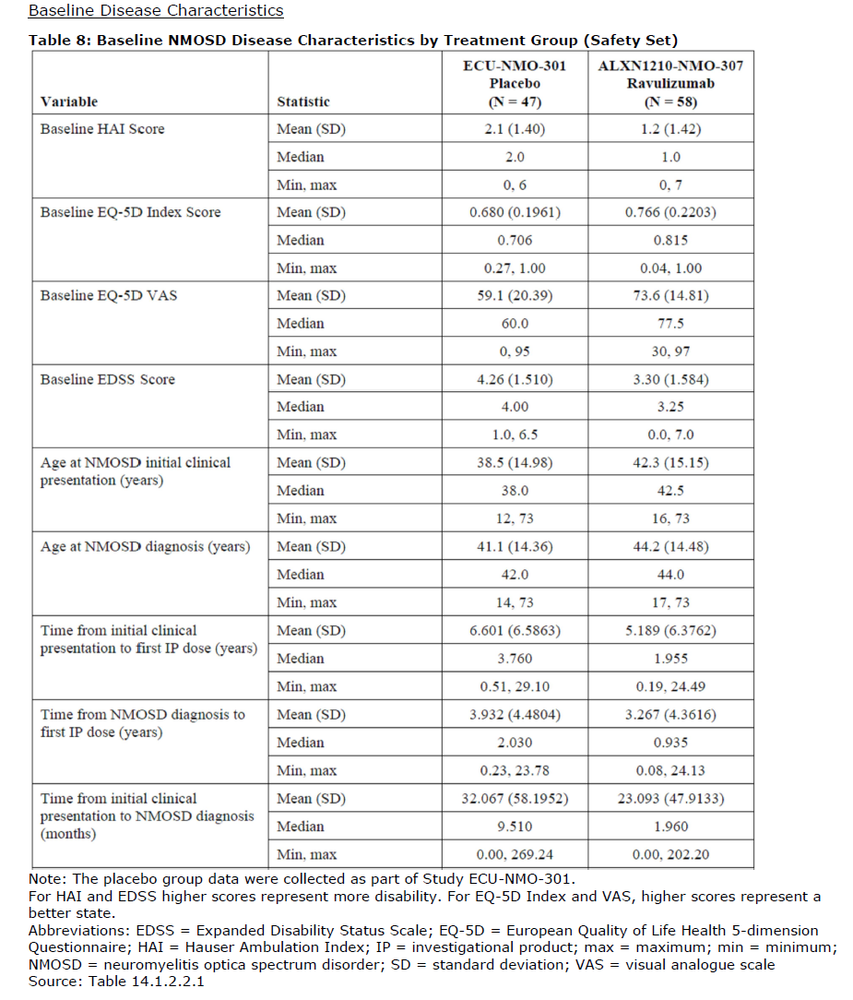 Baseline Disease Characteristics
Table 8: Baseline NMOSD Disease Characteristics by Treatment Group (Safety Set)
Variable Statistic ECU-NMO-301 Placebo (N = 47) ALXN1210-NMO-307 Ravulizumab (N = 58)
Baseline HAI Score Mean (SD) 2.1 (1.40) 1.2 (1.42)
Median 2.0 1.0
Min, max 0, 6 0, 7
Baseline EQ-5D Index Score Mean (SD) 0.680 (0.1961) 0.766 (0.2203)
Median 0.706 0.815
Min, max 0.27, 1.00 0.04, 1.00
Baseline EQ-5D VAS Mean (SD) 59.1 (20.39) 73.6 (14.81)
Median 60.0 77.5
Min, max 0, 95 30, 97
Baseline EDSS Score Mean (SD) 4.26 (1.510) 3.30 (1.584)
Median 4.00 3.25
Min, max 1.0, 6.5 0.0, 7.0
Age at NMOSD initial clinical presentation (years) Mean (SD) 38.5 (14.98) 42.3 (15.15)
Median 38.0 42.5
Min, max 12, 73 16, 73
Age at NMOSD diagnosis (years) Mean (SD) 41.1 (14.36) 44.2 (14.48)
Median 42.0 44.0
Min, max 14, 73 17, 73
Time from initial clinical presentation to first IP dose (years) Mean (SD) 6.601 (6.5863) 5.189 (6.3762)
Median 3.760 1.955
Min, max 0.51, 29.10 0.19, 24.49
Time from NMOSD diagnosis to first IP dose (years) Mean (SD) 3.932 (4.4804) 3.267 (4.3616)
Median 2.030 0.935
Min, max 0.23, 23.78 0.08, 24.13
Time from initial clinical presentation to NMOSD diagnosis (months) Mean (SD) 32.067 (58.1952) 23.093 (47.9133)
Median 9.510 1.960
Min, max 0.00, 269.24 0.00, 202.20
Note: The placebo group data were collected as part of Study ECU-NMO-301.
For HAI and EDSS higher scores represent more disability. For EQ-5D Index and VAS, higher scores represent a
better state.
Abbreviations: EDSS = Expanded Disability Status Scale; EQ-5D = European Quality of Life Health 5-dimension
Questionnaire; HAI = Hauser Ambulation Index; IP = investigational product; max = maximum; min = minimum;
NMOSD = neuromyelitis optica spectrum disorder; SD = standard deviation; VAS = visual analogue scale
Source: Table 14.1.2.2.1